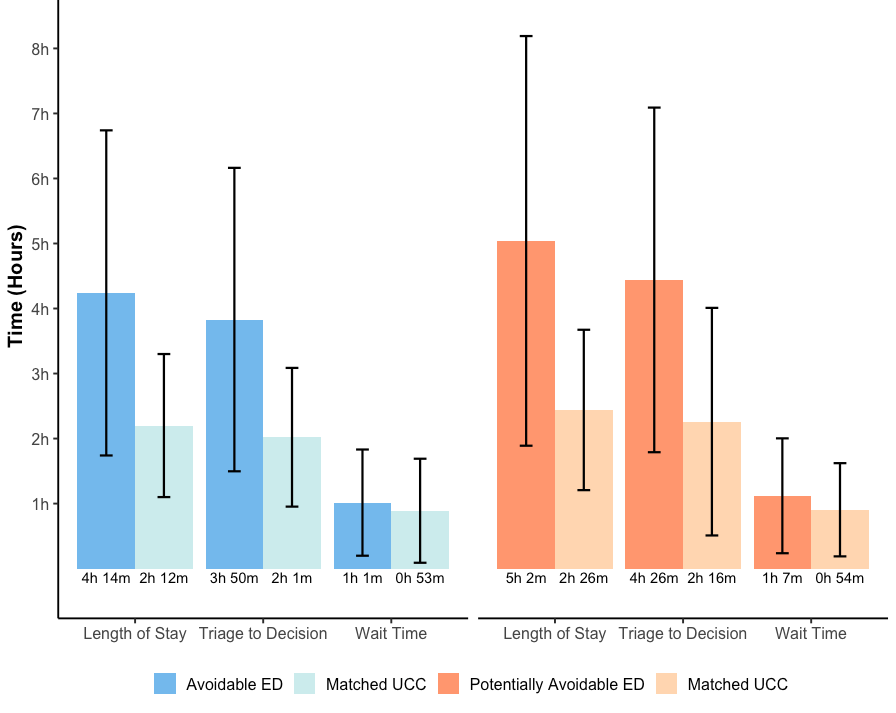 Time (Hours)
8h
7h
6h
5h
4h
3h
2h
1h
4h 14m 2h 12m 3h 50m 2h 1m 1h 1m 0h 53m 5h 2m 2h 26m 4h 26m 2h 16m 1h 7m 0h 54m
Length of Stay Triage to Decision Wait Time Length of Stay Triage to Decision Wait Time
Avoidable ED Matched UCC Potentially Avoidable ED Matched UCC